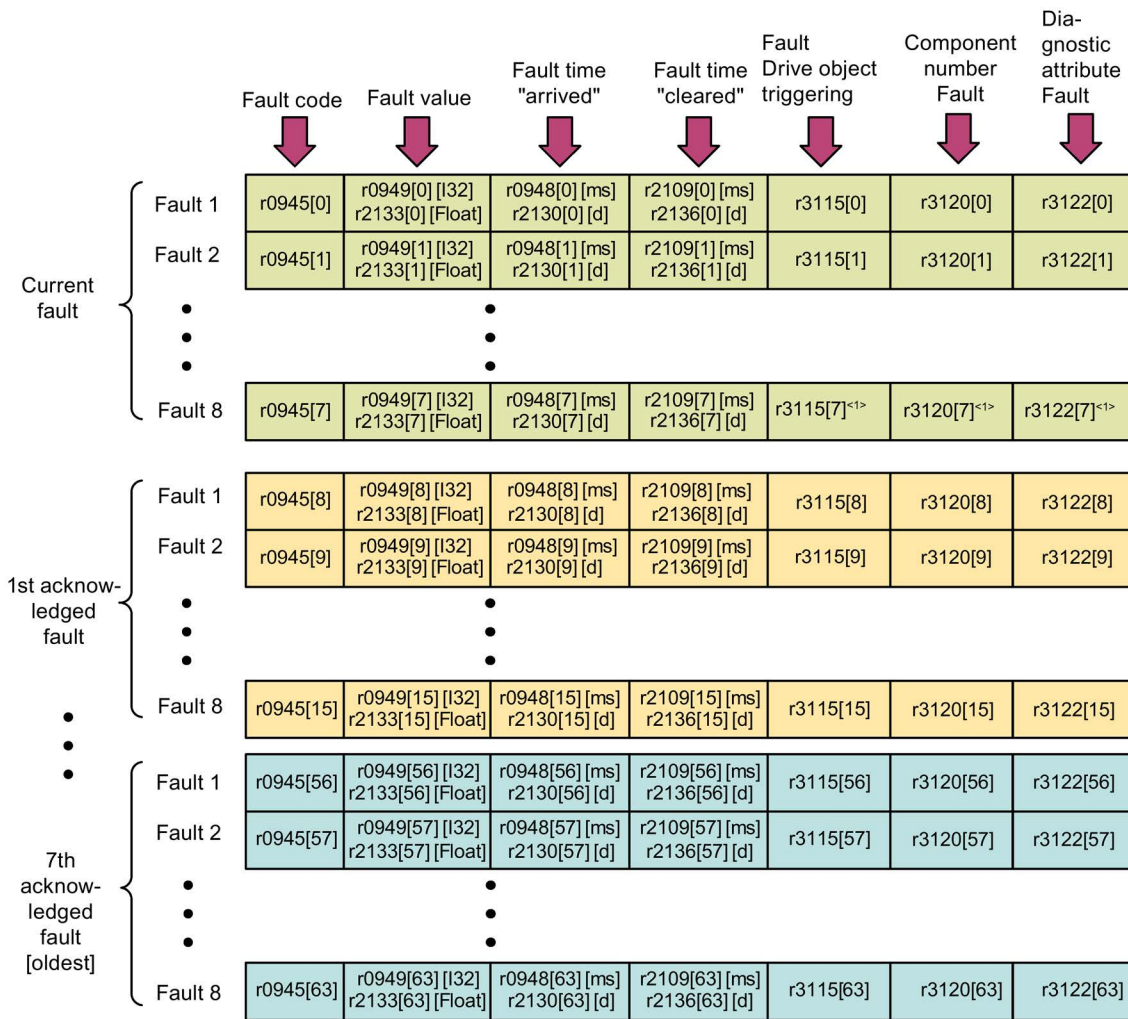 Fault code
Fault value
Fault time
"arrived"
Fault time
"cleared"
Fault
Drive object
triggering
Component
number
Fault
Dia-
gnostic
attribute
Fault
Current
fault
Fault 1
r0945[0]
r0949[0] [I32]
r2133[0] [Float]
r0948[0] [ms]
r2130[0] [d]
r2109[0] [ms]
r2136[0] [d]
r3115[0]
r3120[0]
r3122[0]
Fault 2
r0945[1]
r0949[1] [I32]
r2133[1] [Float]
r0948[1] [ms]
r2130[1] [d]
r2109[1] [ms]
r2136[1] [d]
r3115[1]
r3120[1]
r3122[1]
Fault 8
r0945[7]
r0949[7] [I32]
r2133[7] [Float]
r0948[7] [ms]
r2130[7] [d]
r2109[7] [ms]
r2136[7] [d]
r3115[7]<1>
r3120[7]<1>
r3122[7]<1>
1st acknow-
ledged
fault
Fault 1
r0945[8]
r0949[8] [I32]
r2133[8] [Float]
r0948[8] [ms]
r2130[8] [d]
r2109[8] [ms]
r2136[8] [d]
r3115[8]
r3120[8]
r3122[8]
Fault 2
r0945[9]
r0949[9] [I32]
r2133[9] [Float]
r0948[9] [ms]
r2130[9] [d]
r2109[9] [ms]
r2136[9] [d]
r3115[9]
r3120[9]
r3122[9]
Fault 8
r0945[15]
r0949[15] [I32]
r2133[15] [Float]
r0948[15] [ms]
r2130[15] [d]
r2109[15] [ms]
r2136[15] [d]
r3115[15]
r3120[15]
r3122[15]
7th
acknow-
ledged
fault
[oldest]
Fault 1
r0945[56]
r0949[56] [I32]
r2133[56] [Float]
r0948[56] [ms]
r2130[56] [d]
r2109[56] [ms]
r2136[56] [d]
r3115[56]
r3120[56]
r3122[56]
Fault 2
r0945[57]
r0949[57] [I32]
r2133[57] [Float]
r0948[57] [ms]
r2130[57] [d]
r2109[57] [ms]
r2136[57] [d]
r3115[57]
r3120[57]
r3122[57]
Fault 8
r0945[63]
r0949[63] [I32]
r2133[63] [Float]
r0948[63] [ms]
r2130[63] [d]
r2109[63] [ms]
r2136[63] [d]
r3115[63]
r3120[63]
r3122[63]